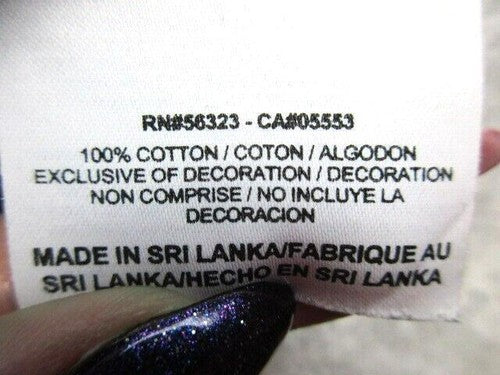 RN#56323 - CA#05553
100% COTTON / COTON / ALGODON
EXCLUSIVE OF DECORATION / DECORATION
NON COMPRISE / NO INCLUYE LA
DECORACION
MADE IN SRI LANKA/FABRIQUE AU
SRI LANKA/HECHO EN SRI LANKA